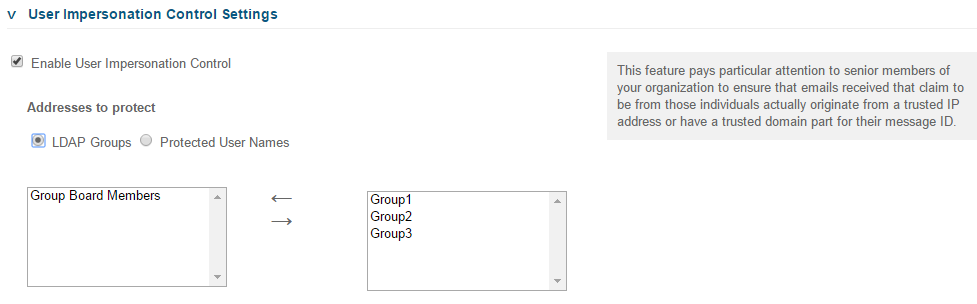 v User Impersonation Control Settings
Enable User Impersonation Control
This feature pays particular attention to senior members of
your organization to ensure that emails received that claim to
be from those individuals actually originate from a trusted IP
address or have a trusted domain part for their message ID.
Addresses to protect
LDAP Groups Protected User Names
Group Board Members
Group1
Group2
Group3